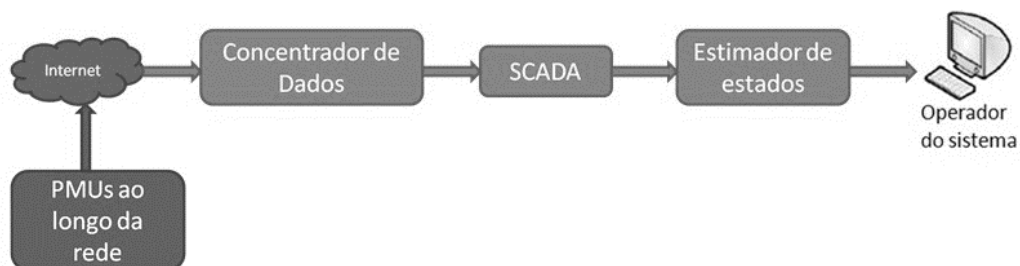 Internet
Concentrador de
Dados
SCADA
Estimador de
estados
Operador
do sistema
PMUs ao
longo da
rede